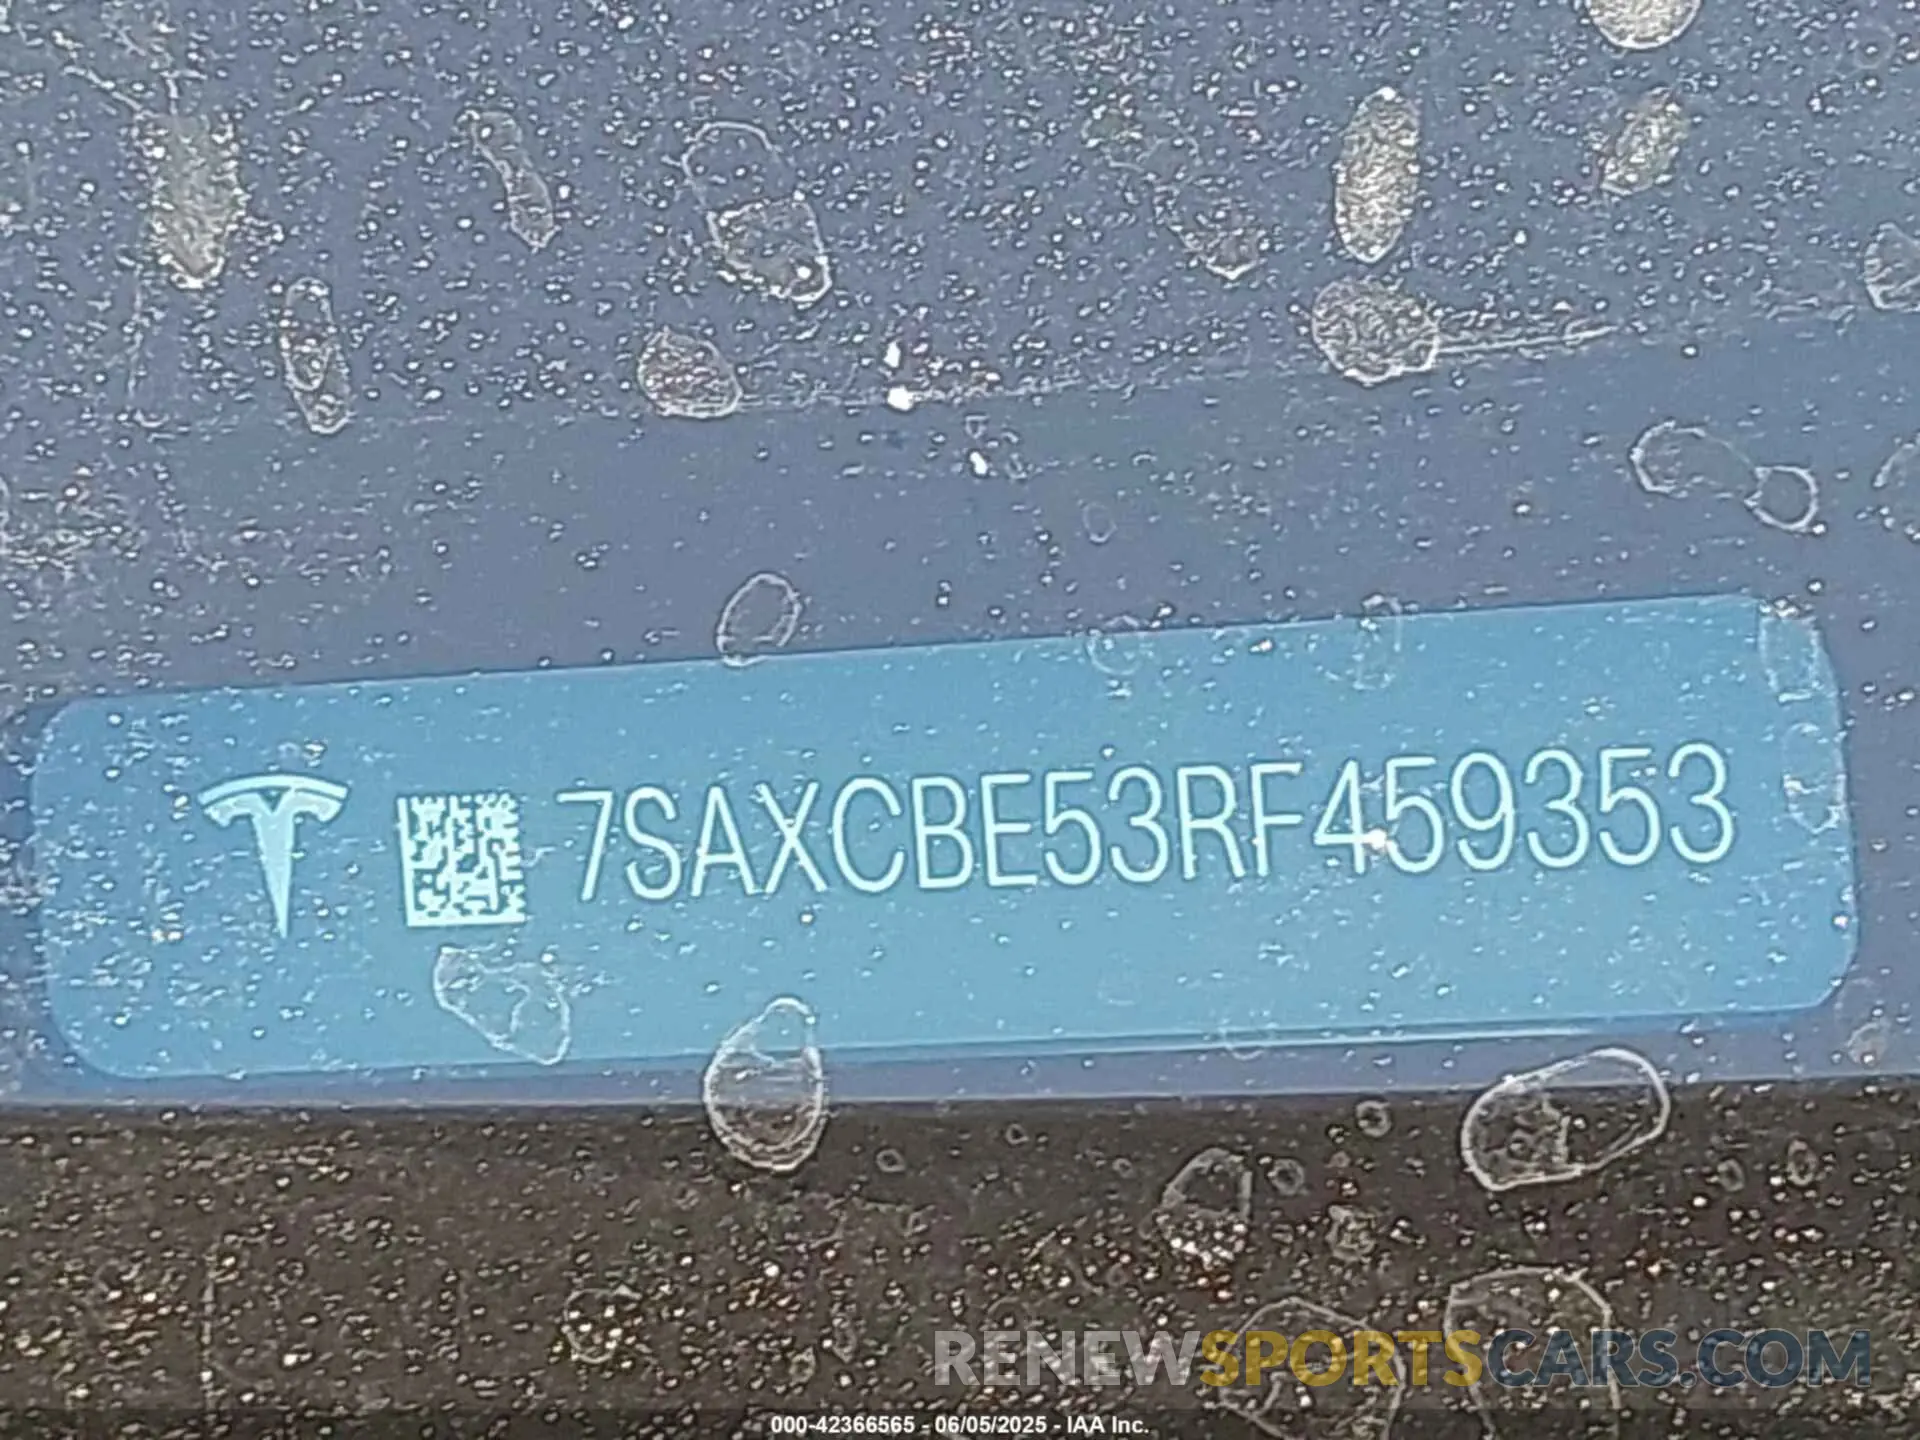 7SAXCBE53RF459353
RENEWSPORTSCARS.COM
000-42366565 - 06/05/2025 - IAA Inc.